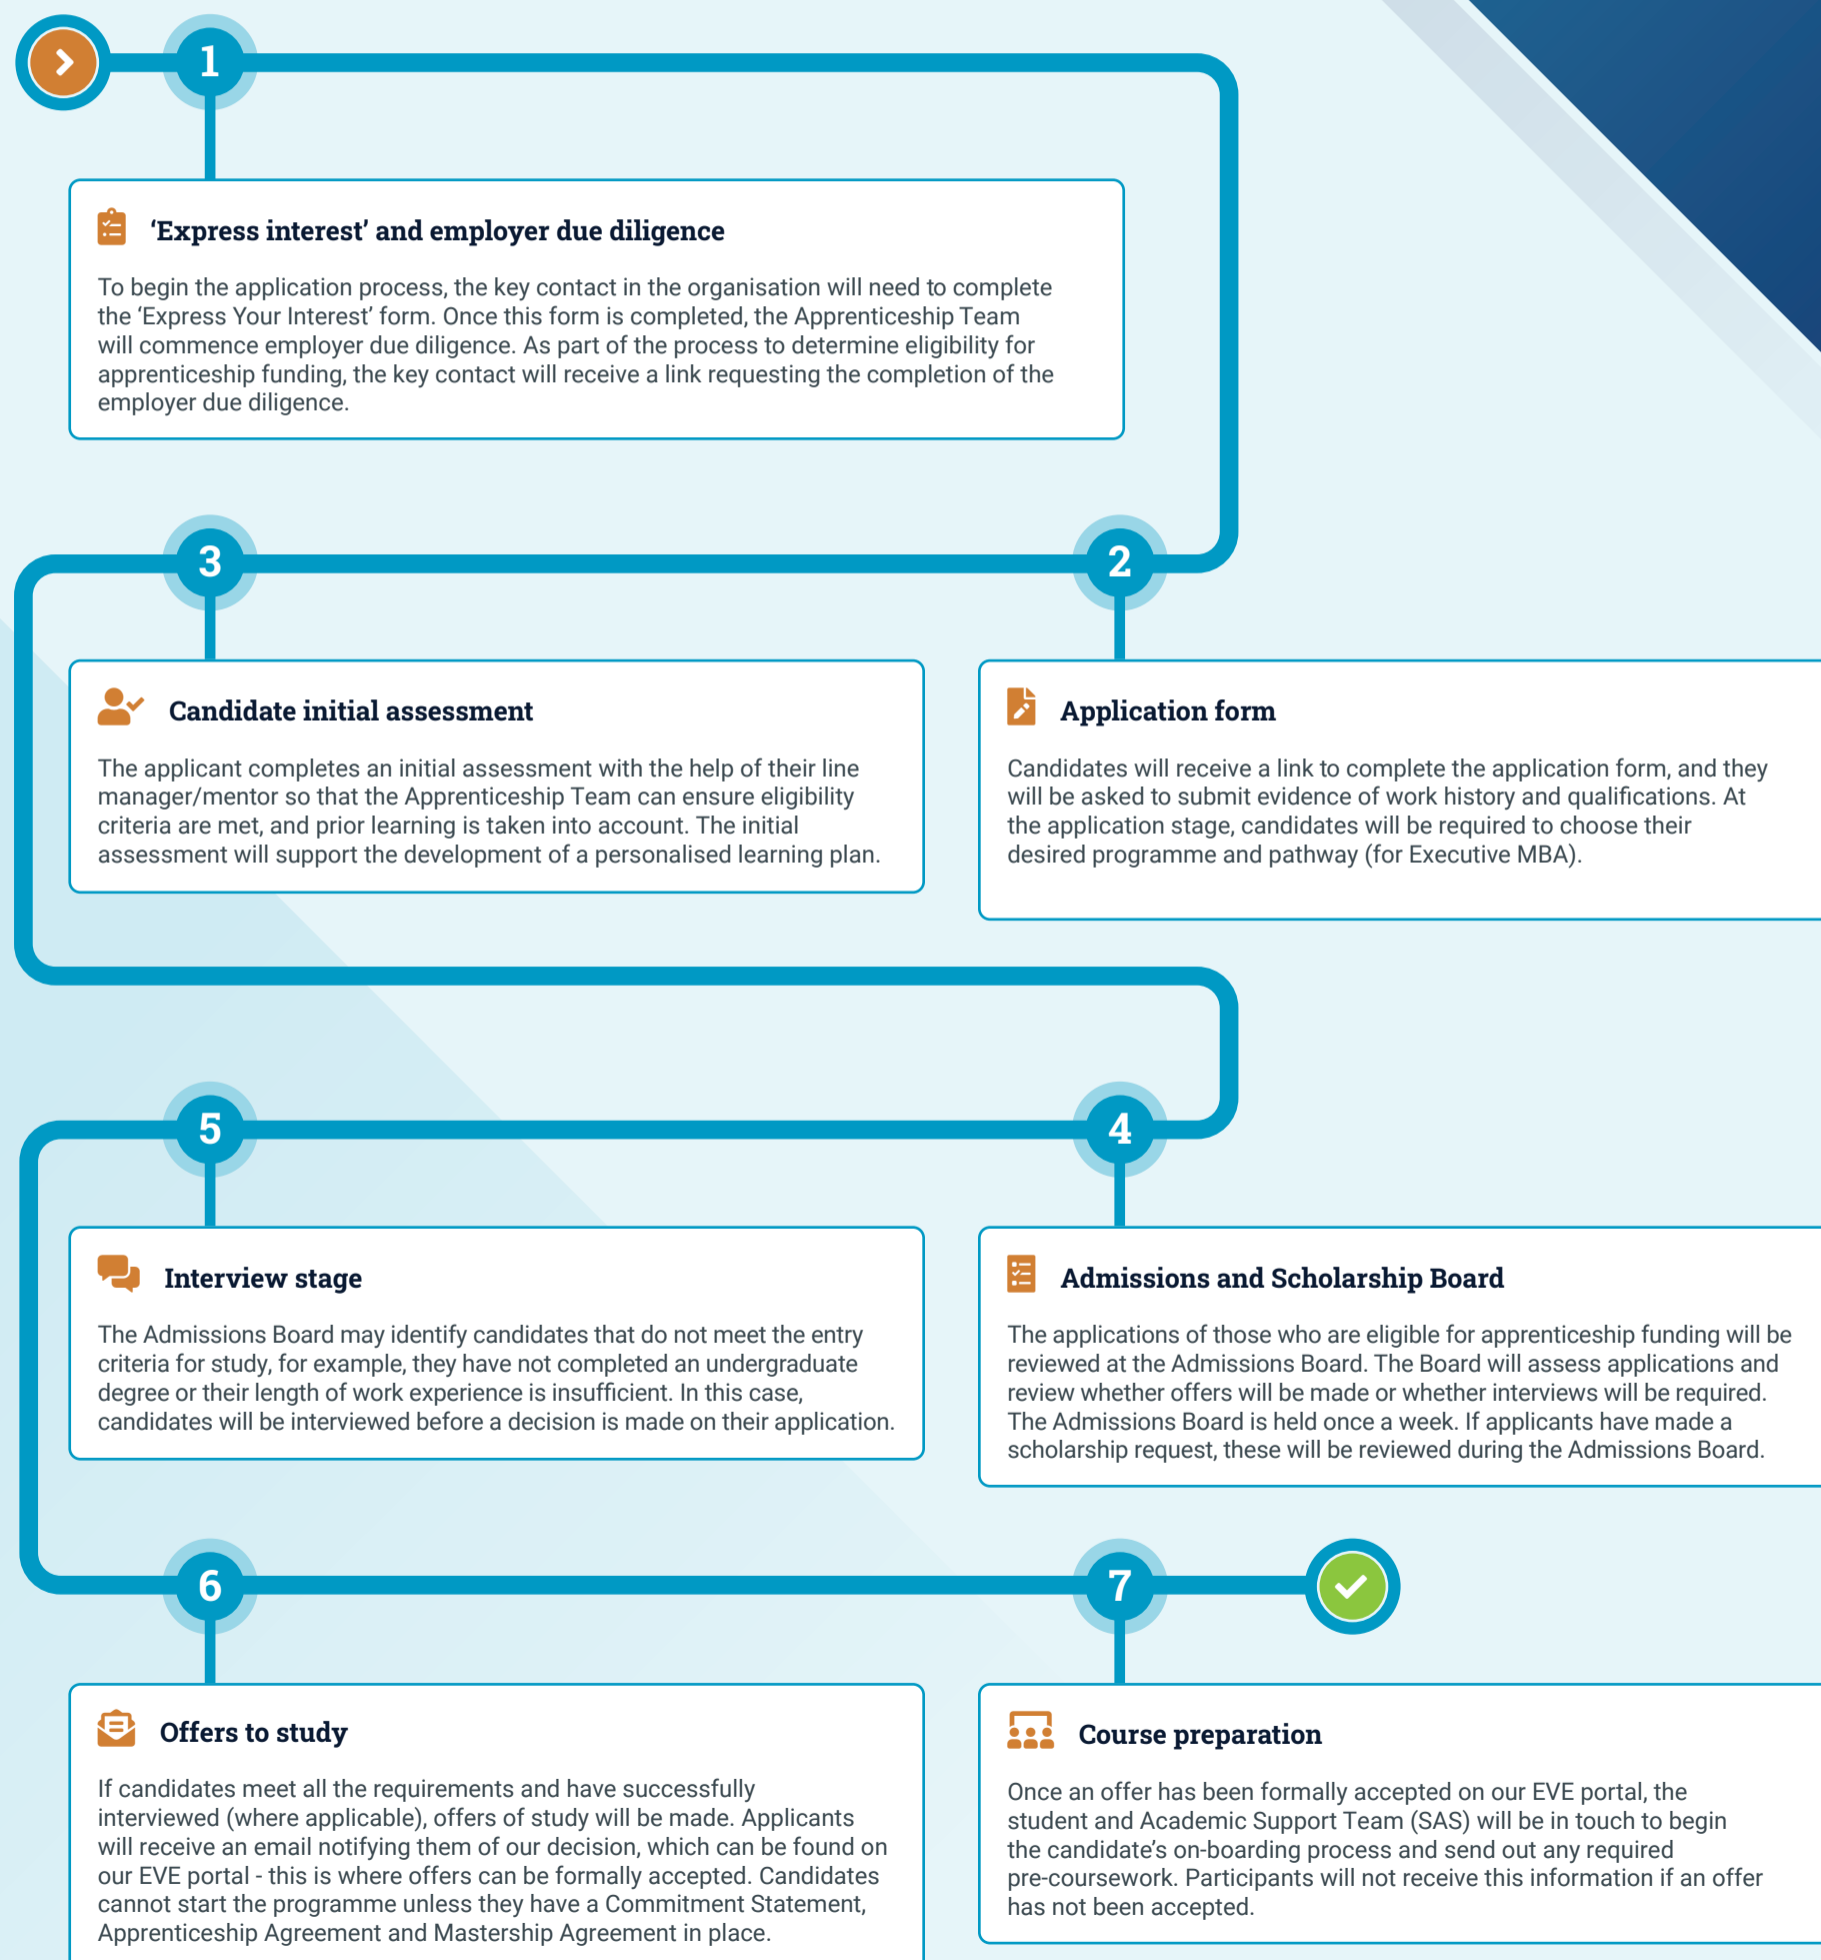 1
‘Express interest’ and employer due diligence
To begin the application process, the key contact in the organisation will need to complete
the ‘Express Your Interest’ form. Once this form is completed, the Apprenticeship Team
will commence employer due diligence. As part of the process to determine eligibility for
apprenticeship funding, the key contact will receive a link requesting the completion of the
employer due diligence.
2
Application form
Candidates will receive a link to complete the application form, and they
will be asked to submit evidence of work history and qualifications. At
the application stage, candidates will be required to choose their
desired programme and pathway (for Executive MBA).
3
Candidate initial assessment
The applicant completes an initial assessment with the help of their line
manager/mentor so that the Apprenticeship Team can ensure eligibility
criteria are met, and prior learning is taken into account. The initial
assessment will support the development of a personalised learning plan.
4
Admissions and Scholarship Board
The applications of those who are eligible for apprenticeship funding will be
reviewed at the Admissions Board. The Board will assess applications and
review whether offers will be made or whether interviews will be required.
The Admissions Board is held once a week. If applicants have made a
scholarship request, these will be reviewed during the Admissions Board.
5
Interview stage
The Admissions Board may identify candidates that do not meet the entry
criteria for study, for example, they have not completed an undergraduate
degree or their length of work experience is insufficient. In this case,
candidates will be interviewed before a decision is made on their application.
6
Offers to study
If candidates meet all the requirements and have successfully
interviewed (where applicable), offers of study will be made. Applicants
will receive an email notifying them of our decision, which can be found on
our EVE portal - this is where offers can be formally accepted. Candidates
cannot start the programme unless they have a Commitment Statement,
Apprenticeship Agreement and Mastership Agreement in place.
7
Course preparation
Once an offer has been formally accepted on our EVE portal, the
student and Academic Support Team (SAS) will be in touch to begin
the candidate’s on-boarding process and send out any required
pre-coursework. Participants will not receive this information if an offer
has not been accepted.